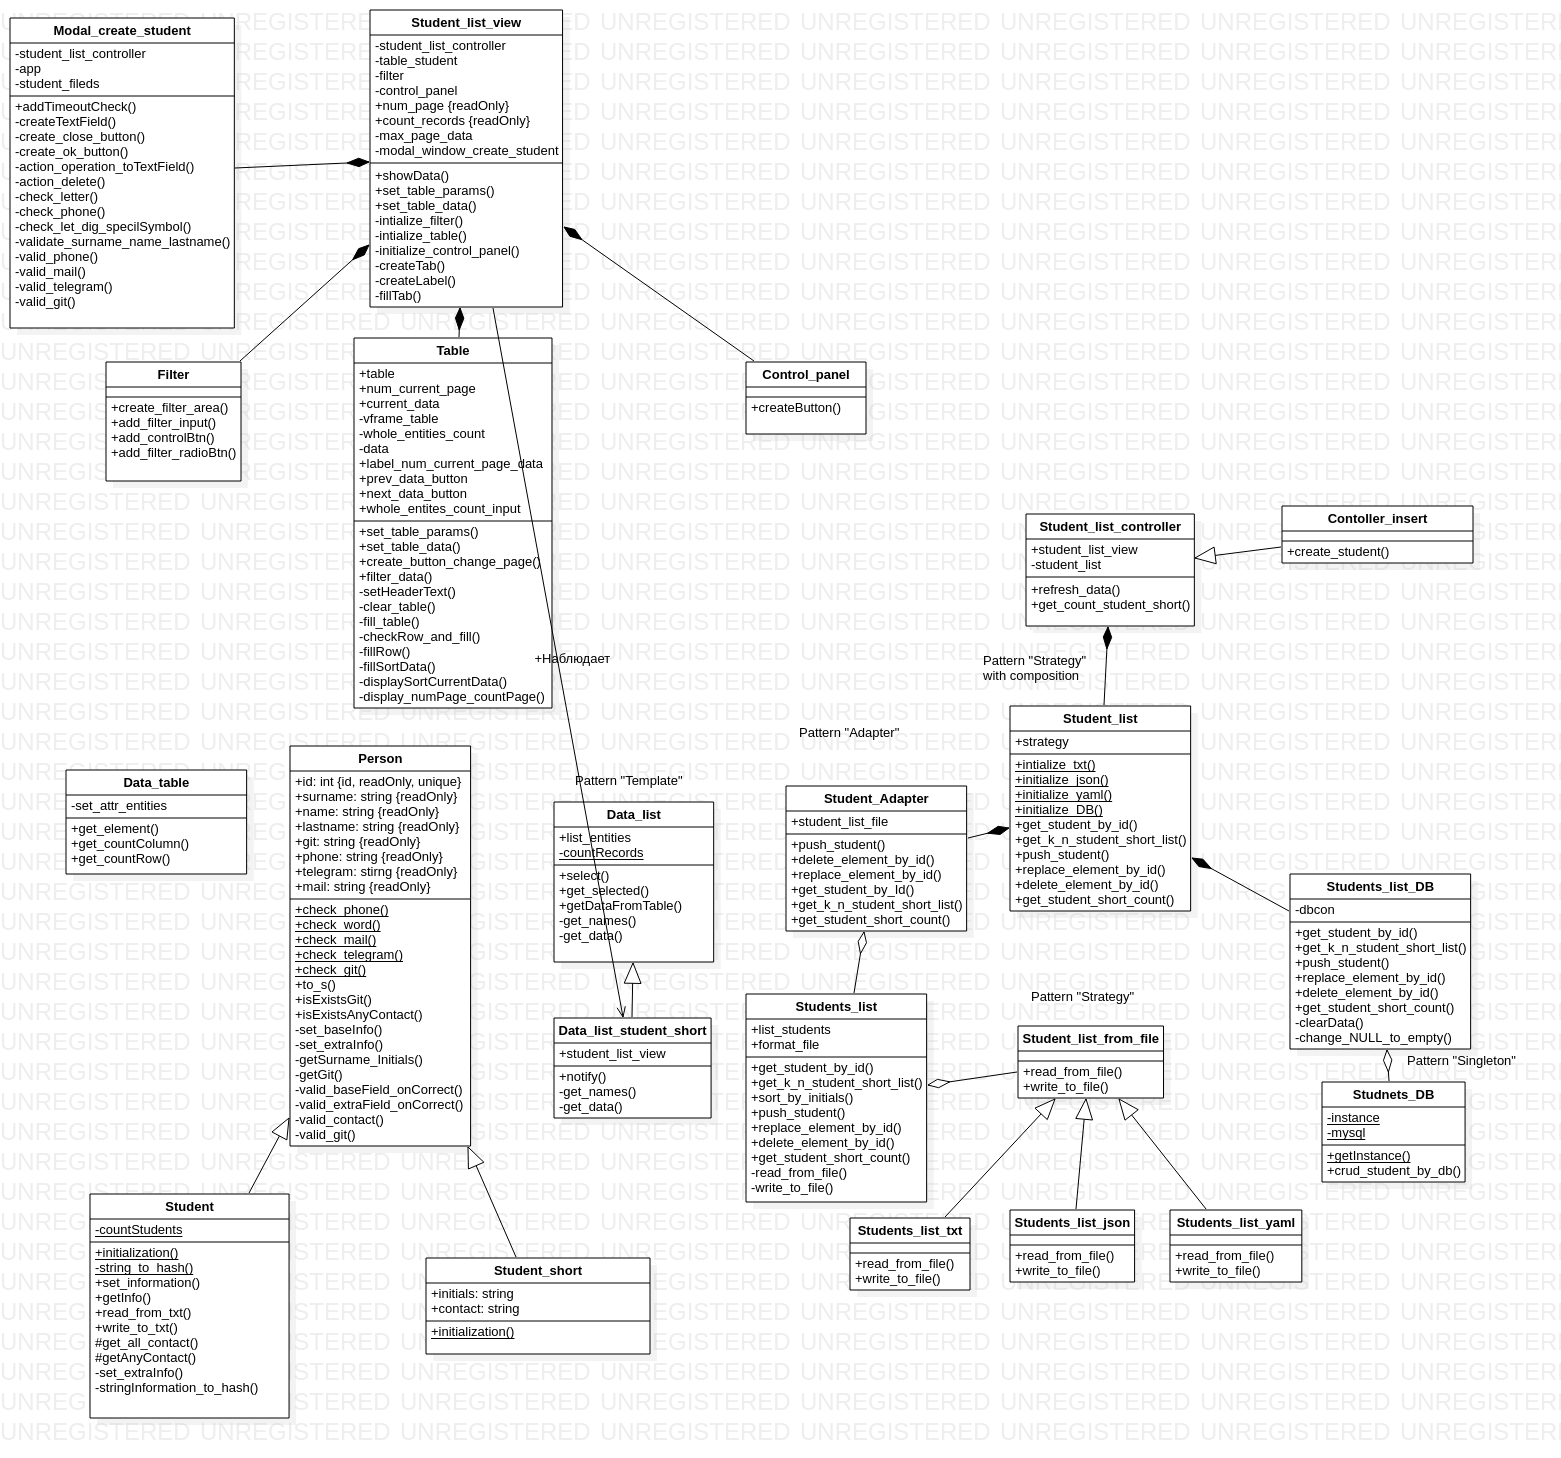 Modal_create_student
-student_list_controller
-app
-student_fileds
+addTimeoutCheck()
-createTextField()
-create_close_button()
-create_ok_button()
-action_operation_toTextField()
-action_delete()
-check_letter()
-check_phone()
-check_let_dig_specilSymbol()
-validate_surname_name_lastname()
-valid_phone()
-valid_mail()
-valid_telegram()
-valid_git()
Student_list_view
-student_list_controller
-table_student
-filter
-control_panel
+num_page {readOnly}
+count_records {readOnly}
-max_page_data
-modal_window_create_student
+showData()
+set_table_params()
+set_table_data()
-intialize_filter()
-intialize_table()
-initialize_control_panel()
-createTab()
-createLabel()
-fillTab()
Filter
+create_filter_area()
+add_filter_input()
+add_controlBtn()
+add_filter_radioBtn()
Table
+table
+num_current_page
+current_data
-vframe_table
-whole_entities_count
-data
+label_num_current_page_data
+prev_data_button
+next_data_button
+whole_entites_count_input
+set_table_params()
+set_table_data()
+create_button_change_page()
+filter_data()
-setHeaderText()
-clear_table()
-fill_table()
-checkRow_and_fill()
-fillRow()
-fillSortData()
-displaySortCurrentData()
-display_numPage_countPage()
Control_panel
+createButton()
+Наблюдает
Student_list_controller
+student_list_view
-student_list
+refresh_data()
+get_count_student_short()
Contoller_insert
+create_student()
Pattern "Strategy"
with composition
Student_list
+strategy
+intialize_txt()
+initialize_json()
+initialize_yaml()
+initialize_DB()
+get_student_by_id()
+get_k_n_student_short_list()
+push_student()
+replace_element_by_id()
+delete_element_by_id()
+get_student_short_count()
Pattern "Adapter"
Student_Adapter
+student_list_file
+push_student()
+delete_element_by_id()
+replace_element_by_id()
+get_student_by_Id()
+get_k_n_student_short_list()
+get_student_short_count()
Data_table
-set_attr_entities
+get_element()
+get_countColumn()
+get_countRow()
Person
+id: int {id, readOnly, unique}
+surname: string {readOnly}
+name: string {readOnly}
+lastname: string {readOnly}
+git: string {readOnly}
+phone: string {readOnly}
+telegram: stirng {readOnly}
+mail: string {readOnly}
+check_phone()
+check_word()
+check_mail()
+check_telegram()
+check_git()
+to_s()
+isExistsGit()
+isExistsAnyContact()
-set_baseInfo()
-set_extraInfo()
-getSurname_Initials()
-getGit()
-valid_baseField_onCorrect()
-valid_extraField_onCorrect()
-valid_contact()
-valid_git()
Pattern "Template"
Data_list
+list_entities
-countRecords
+select()
+get_selected()
+getDataFromTable()
-get_names()
-get_data()
Data_list_student_short
+student_list_view
+notify()
-get_names()
-get_data()
Students_list
+list_students
+format_file
+get_student_by_id()
+get_k_n_student_short_list()
+sort_by_initials()
+push_student()
+replace_element_by_id()
+delete_element_by_id()
+get_student_short_count()
-read_from_file()
-write_to_file()
Pattern "Strategy"
Student_list_from_file
+read_from_file()
+write_to_file()
Students_list_DB
-dbcon
+get_student_by_id()
+get_k_n_student_short_list()
+push_student()
+replace_element_by_id()
+delete_element_by_id()
+get_student_short_count()
-clearData()
-change_NULL_to_empty()
Pattern "Singleton"
Studnets_DB
-instance
-mysql
+getInstance()
+crud_student_by_db()
Student
-countStudents
+initialization()
-string_to_hash()
+set_information()
+getInfo()
+read_from_txt()
+write_to_txt()
#get_all_contact()
#getAnyContact()
-set_extraInfo()
-stringInformation_to_hash()
Student_short
+initials: string
+contact: string
+initialization()
Students_list_txt
+read_from_file()
+write_to_file()
Students_list_json
+read_from_file()
+write_to_file()
Students_list_yaml
+read_from_file()
+write_to_file()